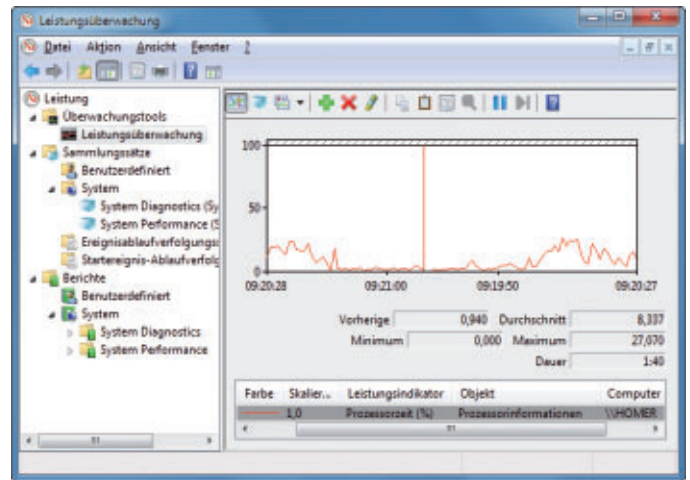 Leistungsüberwachung
Datei Aktion Ansicht Fenster ?
Leistung
Überwachungstools
Leistungsüberwachung
Sammlungssätze
Benutzerdefiniert
System
System Diagnostics (Sy
System Performance (S
Ereignisablaufverfolgungs
Startereignis-Ablaufverfolg
Berichte
Benutzerdefiniert
System
System Diagnostics
System Performance
100
50
0
09:20:28 09:21:00 09:19:50 09:20:27
Vorherige 0,940 Durchschnitt 8,337
Minimum 0,000 Maximum 27,070
Dauer 1:40
Farbe Skalier... Leistungsindikator Objekt Computer
1,0 Prozessorzeit (%) Prozessorinformationen \\HOMER